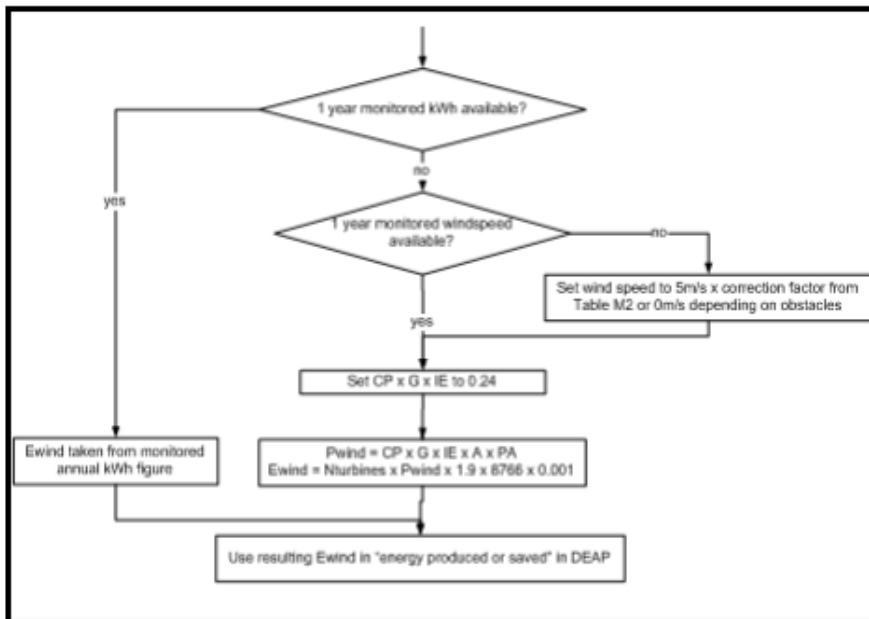 1 year monitored kWh available?
no
yes
1 year monitored windspeed
available?
no
Set wind speed to 5m/s x correction factor from
Table M2 or 0m/s depending on obstacles
yes
Set CP x G x IE to 0.24
Ewind taken from monitored
annual kWh figure
Pwind = CP x G x IE x A x PA
Ewind = Nturbines x Pwind x 1.9 x 8766 x 0.001
Use resulting Ewind in "energy produced or saved" in DEAP